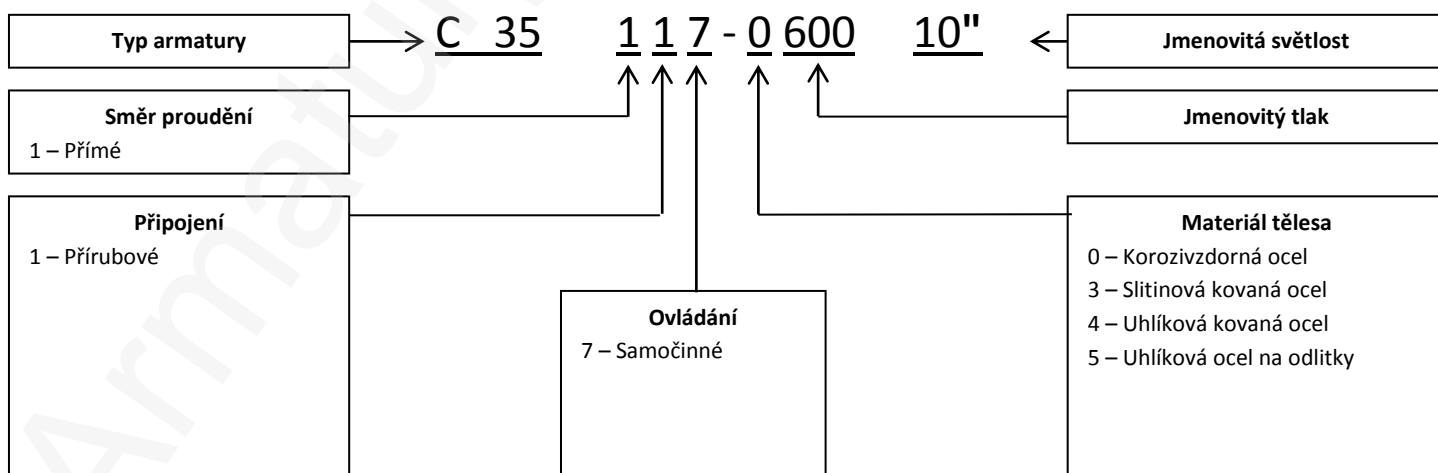 Typ armatury
C 35 1 1 7 - 0 600 10"
Jmenovitá světlost
Směr proudění
1 – Přímé
Jmenovitý tlak
Připojení
1 – Přírubové
Ovládání
7 – Samočinné
Materiál tělesa
0 – Korozivzdorná ocel
3 – Slitinová kovaná ocel
4 – Uhlíková kovaná ocel
5 – Uhlíková ocel na odlitky